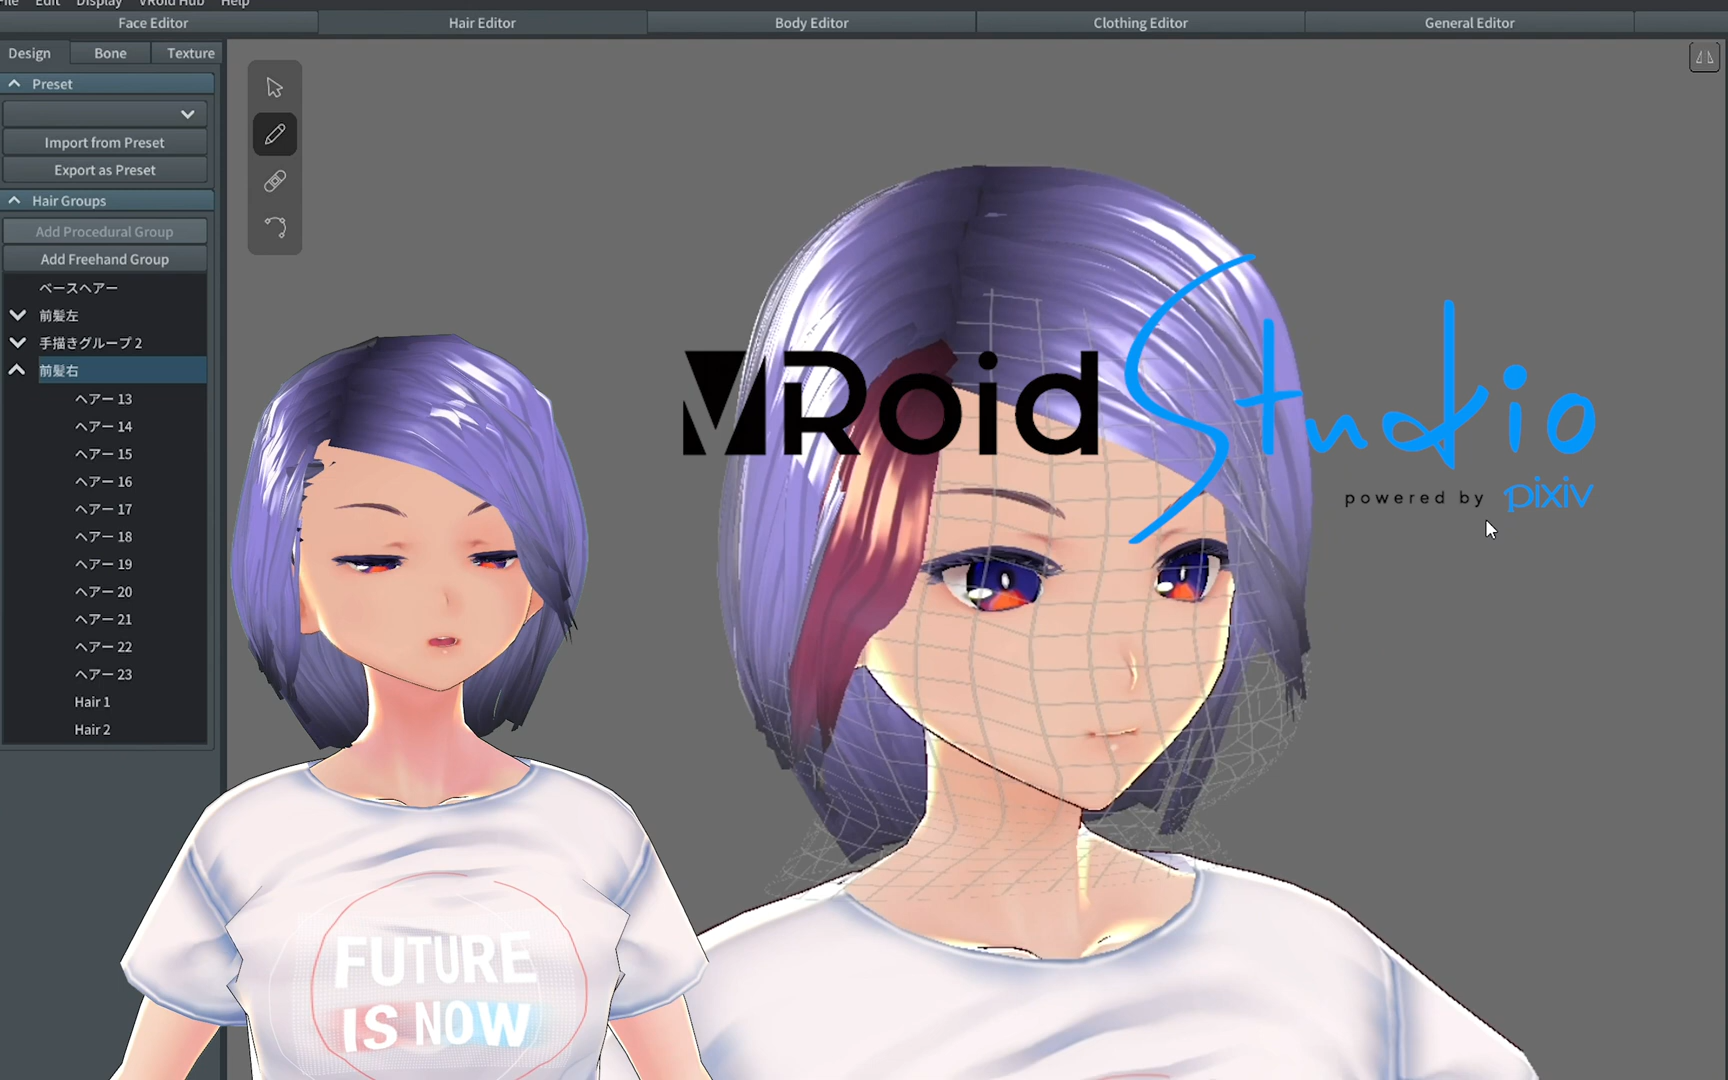 File Edit Display VRoid Hub Help
Face Editor Hair Editor Body Editor Clothing Editor General Editor
Design Bone Texture
Preset
Import from Preset
Export as Preset
Hair Groups
Add Procedural Group
Add Freehand Group
ベースヘアー
前髪左
手描きグループ 2
前髪右
ヘアー 13
ヘアー 14
ヘアー 15
ヘアー 16
ヘアー 17
ヘアー 18
ヘアー 19
ヘアー 20
ヘアー 21
ヘアー 22
ヘアー 23
Hair 1
Hair 2
VRoid Studio
powered by pixiv
FUTURE
IS NOW